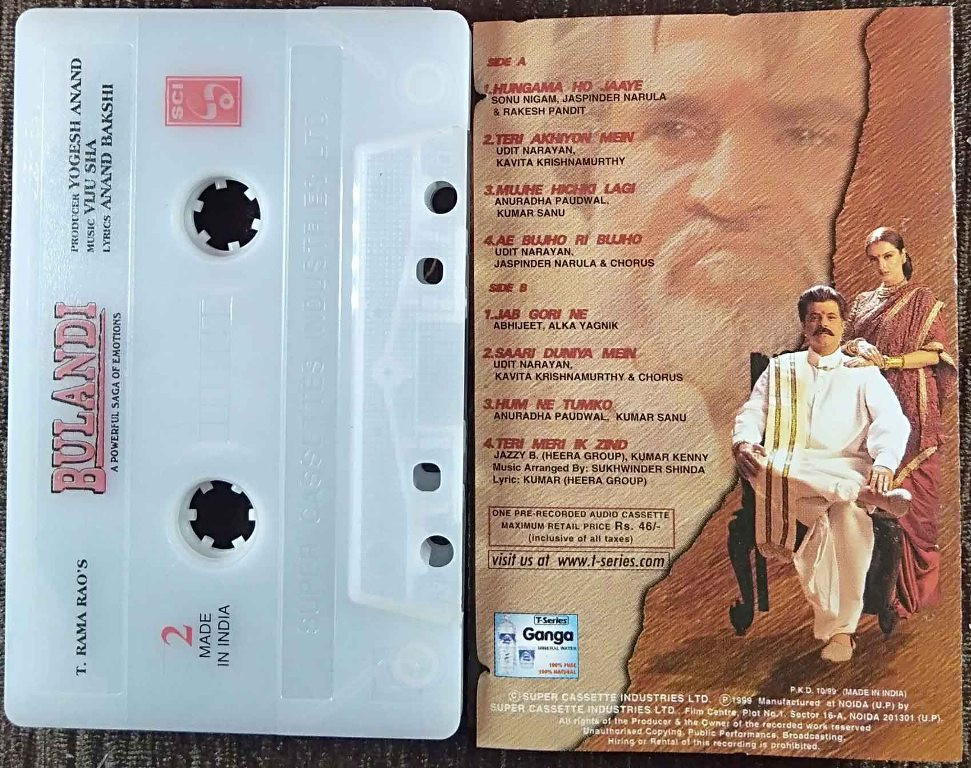 T. RAMA RAO'S
BULANDI
A POWERFUL SAGA OF EMOTIONS
PRODUCER YOGESH ANAND
MUSIC VIJU SHA
LYRICS ANAND BAKSHI
SCI
2
MADE
IN INDIA
SUPER CASSETTES INDUSTRIES LTD
SIDE A
1.HUNGAMA HO JAAYE
SONU NIGAM, JASPINDER NARULA
& RAKESH PANDIT
2.TERI AKHIYON MEIN
UDIT NARAYAN,
KAVITA KRISHNAMURTHY
3.MUJHE HICHKI LAGI
ANURADHA PAUDWAL,
KUMAR SANU
4.AE BUJHO RI BUJHO
UDIT NARAYAN,
JASPINDER NARULA & CHORUS
SIDE B
1.JAB GORI NE
ABHIJEET, ALKA YAGNIK
2.SAARI DUNIYA MEIN
UDIT NARAYAN,
KAVITA KRISHNAMURTHY & CHORUS
3.HUM NE TUMKO
ANURADHA PAUDWAL, KUMAR SANU
4.TERI MERI IK ZIND
JAZZY B. (HEERA GROUP), KUMAR KENNY
Music Arranged By: SUKHWINDER SHINDA
Lyric: KUMAR (HEERA GROUP)
ONE PRE-RECORDED AUDIO CASSETTE
MAXIMUM RETAIL PRICE Rs. 46/-
(inclusive of all taxes)
visit us at www.t-series.com
T-Series
Ganga
MINERAL WATER
100% PURE
100% NATURAL
P.K.D. 10/99 (MADE IN INDIA)
© SUPER CASSETTE INDUSTRIES LTD. ℗1999 Manufactured at NOIDA (U.P) by
SUPER CASSETTE INDUSTRIES LTD. Film Centre, Plot No.1, Sector 16-A, NOIDA 201301 (U.P)
All rights of the Producer & the Owner of the recorded work reserved
Unauthorised Copying, Public Performance, Broadcasting,
Hiring or Rental of this recording is prohibited.